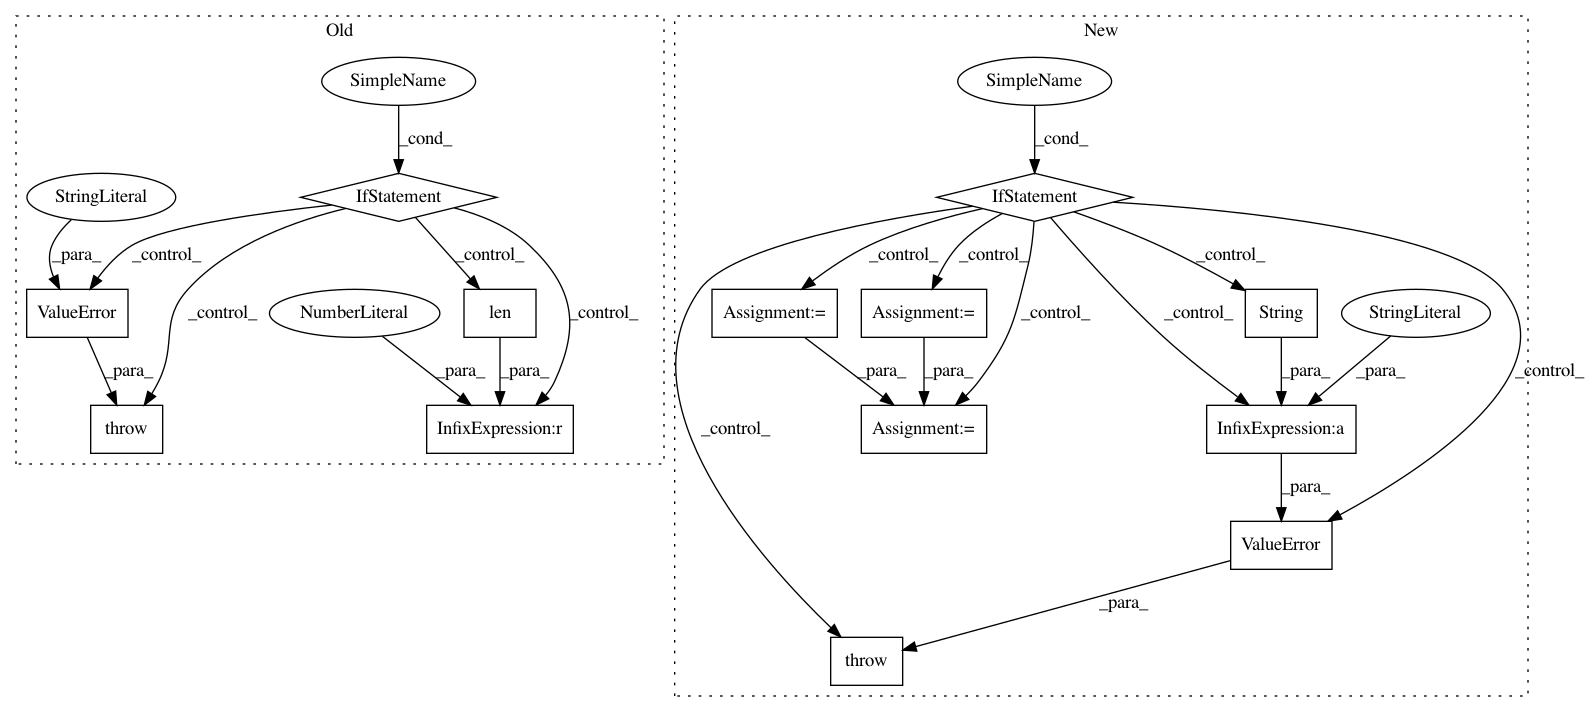 Old
New
SimpleName
SimpleName
_cond_
_cond_
StringLiteral
IfStatement
IfStatement
_para_
_control_
_control_
_control_
_control_
_control_
ValueError
_control_
NumberLiteral
len
_control_
Assignment:=
Assignment:=
_control_
_control_
String
StringLiteral
_para_
_para_
_para_
_para_
_para_
_para_
_para_
_control_
throw
InfixExpression:r
_control_
Assignment:=
InfixExpression:a
_para_
ValueError
_para_
throw